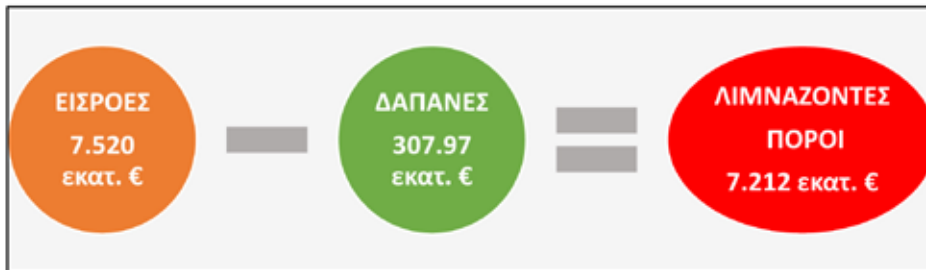 ΕΙΣΡΟΕΣ
7.520
εκατ. €
ΔΑΠΑΝΕΣ
307.97
εκατ. €
ΛΙΜΝΑΖΟΝΤΕΣ
ΠΟΡΟΙ
7.212 εκατ. €